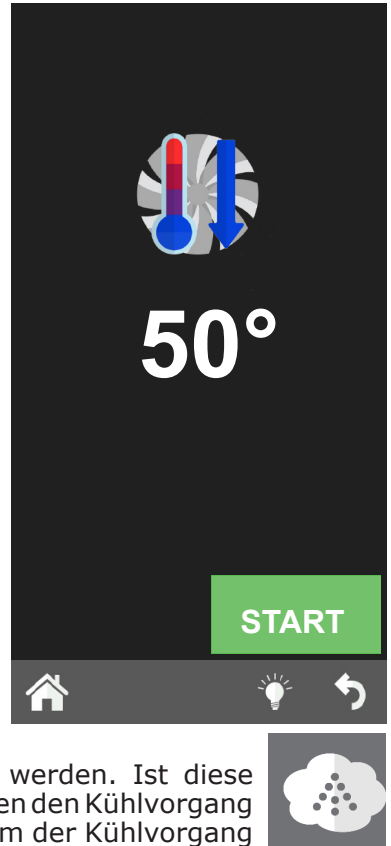 50°
START
werden. Ist diese
den Kühlvorgang
der Kühlvorgang